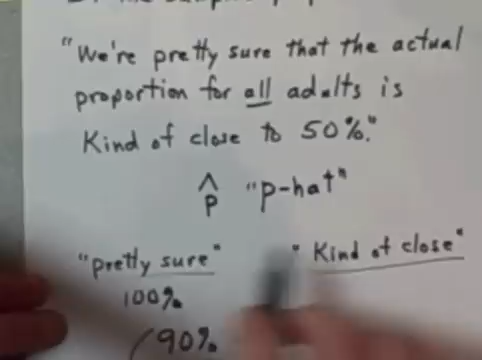 "We're pretty sure that the actual
proportion for all adults is
Kind of close to 50%."
p̂ "p-hat"
"pretty sure" "Kind of close"
100%
(90%